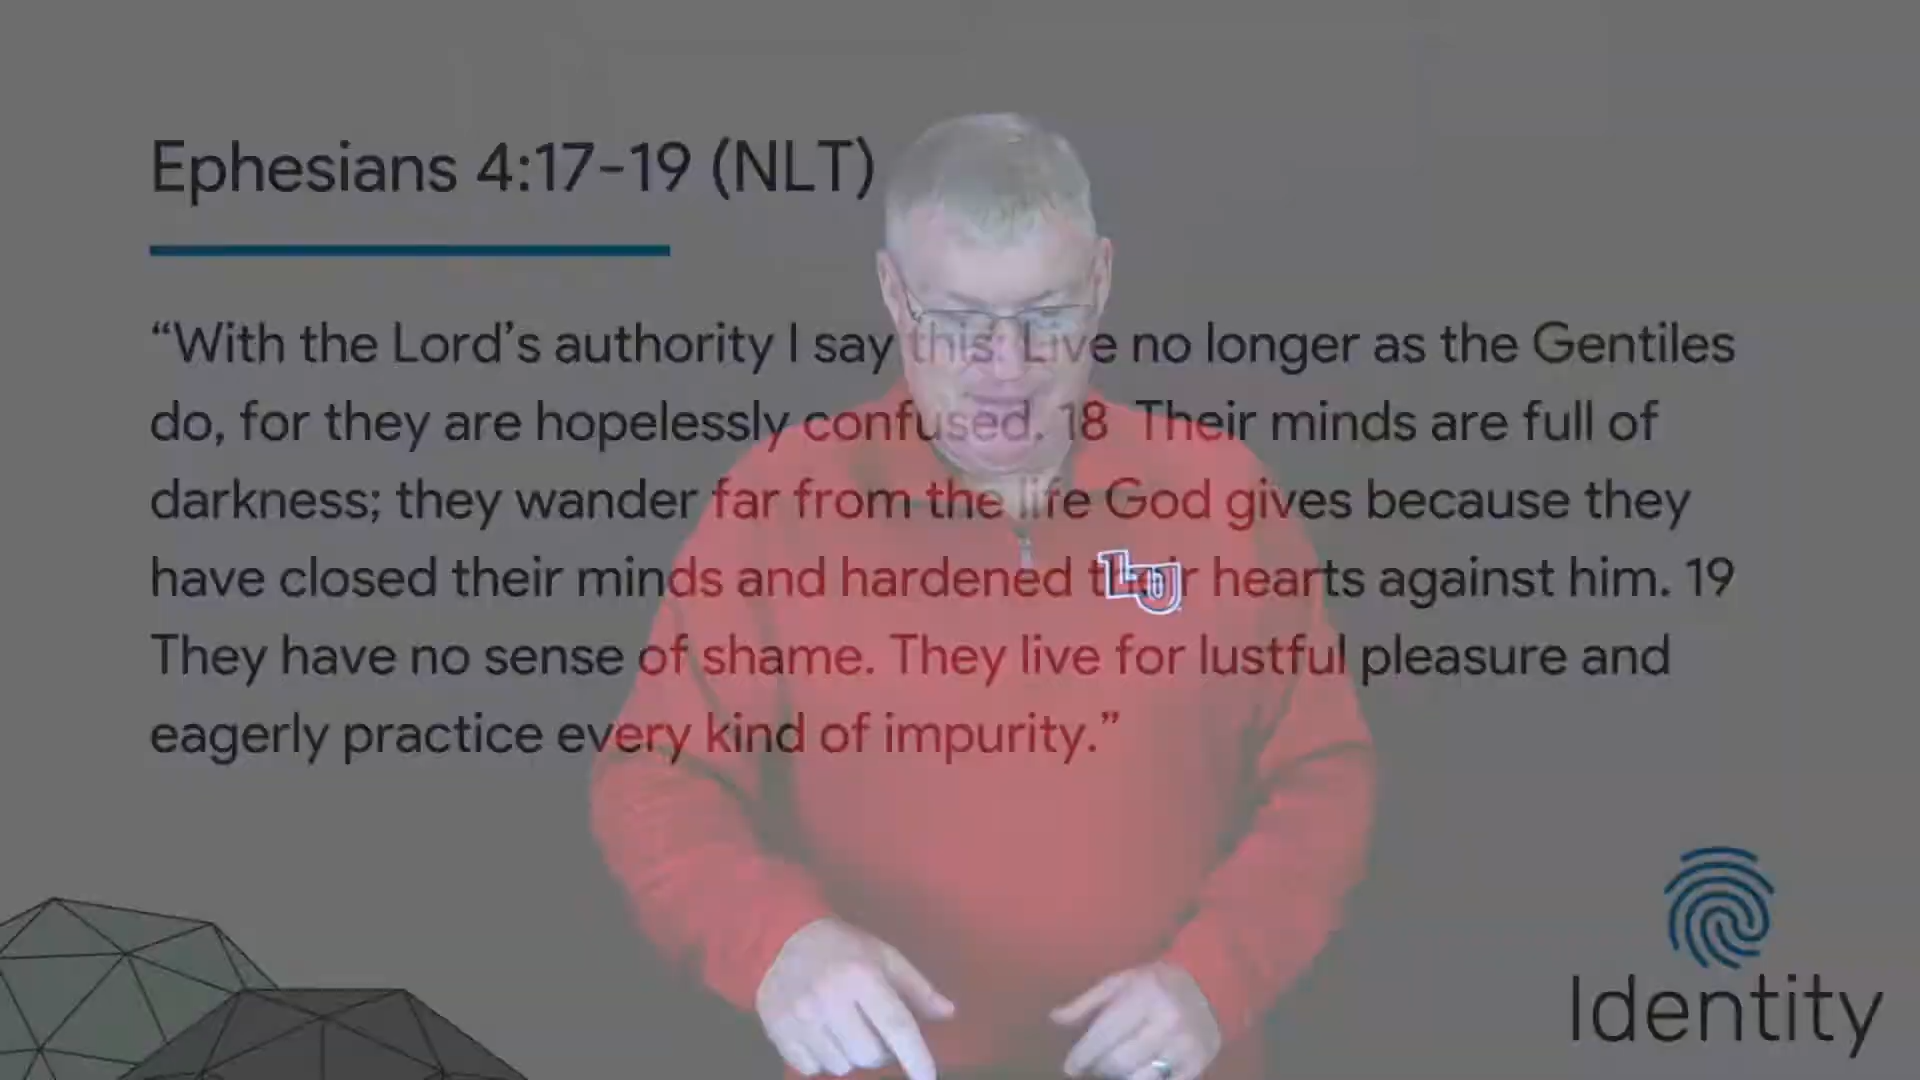 Ephesians 4:17-19 (NLT)
“With the Lord’s authority I say this: Live no longer as the Gentiles
do, for they are hopelessly confused. 18 Their minds are full of
darkness; they wander far from the life God gives because they
have closed their minds and hardened their hearts against him. 19
They have no sense of shame. They live for lustful pleasure and
eagerly practice every kind of impurity.”
LU
Identity